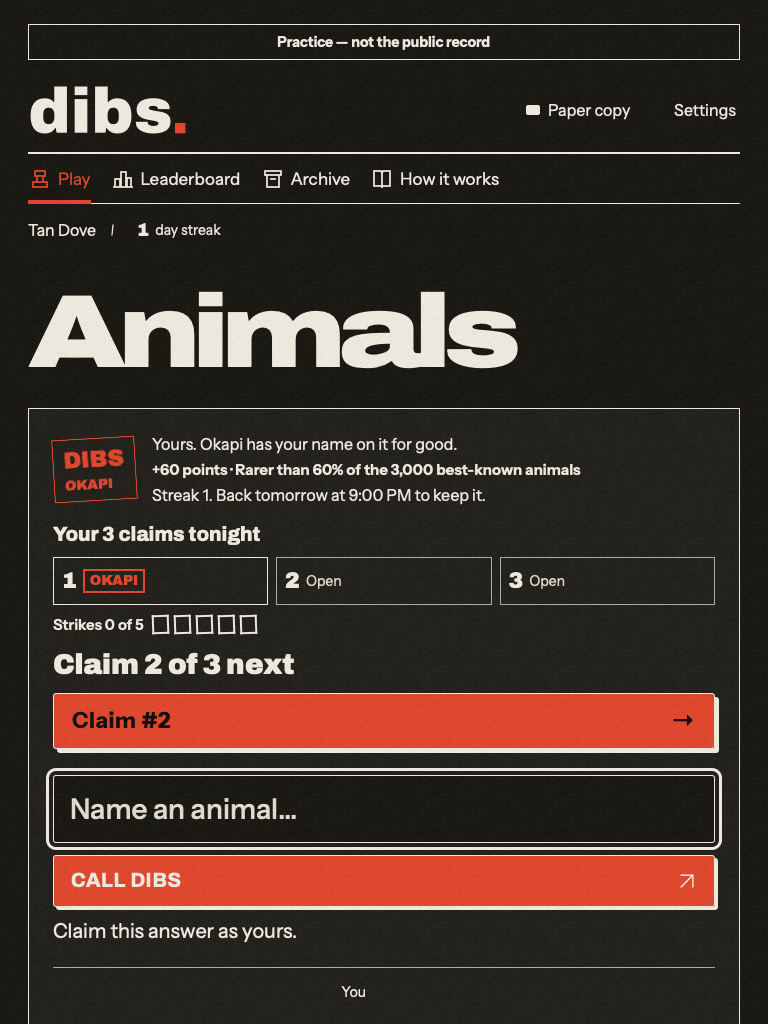 Practice — not the public record
dibs.
Paper copy
Settings
Play
Leaderboard
Archive
How it works
Tan Dove / 1 day streak
Animals
DIBS
OKAPI
Yours. Okapi has your name on it for good.
+60 points · Rarer than 60% of the 3,000 best-known animals
Streak 1. Back tomorrow at 9:00 PM to keep it.
Your 3 claims tonight
1 OKAPI
2 Open
3 Open
Strikes 0 of 5
Claim 2 of 3 next
Claim #2 →
Name an animal...
CALL DIBS
Claim this answer as yours.
You